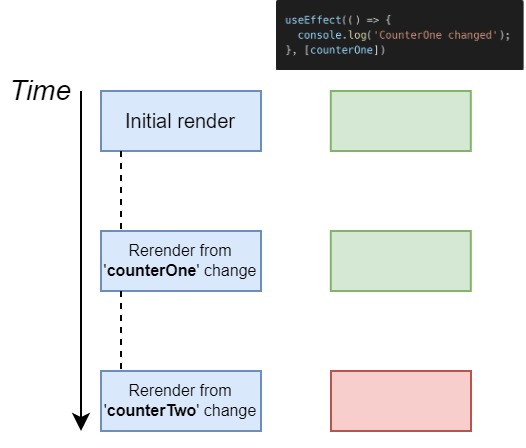 useEffect(() => {
  console.log('CounterOne changed');
}, [counterOne])
Time
Initial render
Rerender from
'counterOne' change
Rerender from
'counterTwo' change